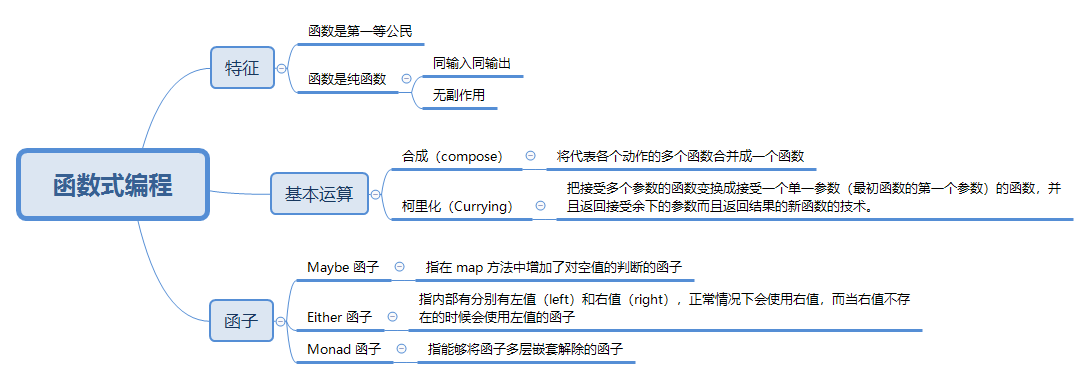 函数式编程
特征
函数是第一等公民
函数是纯函数
同输入同输出
无副作用
基本运算
合成（compose）
将代表各个动作的多个函数合并成一个函数
柯里化（Currying）
把接受多个参数的函数变换成接受一个单一参数（最初函数的第一个参数）的函数，并
且返回接受余下的参数而且返回结果的新函数的技术。
函子
Maybe 函子
指在 map 方法中增加了对空值的判断的函子
Either 函子
指内部有分别有左值（left）和右值（right），正常情况下会使用右值，而当右值不存
在的时候会使用左值的函子
Monad 函子
指能够将函子多层嵌套解除的函子